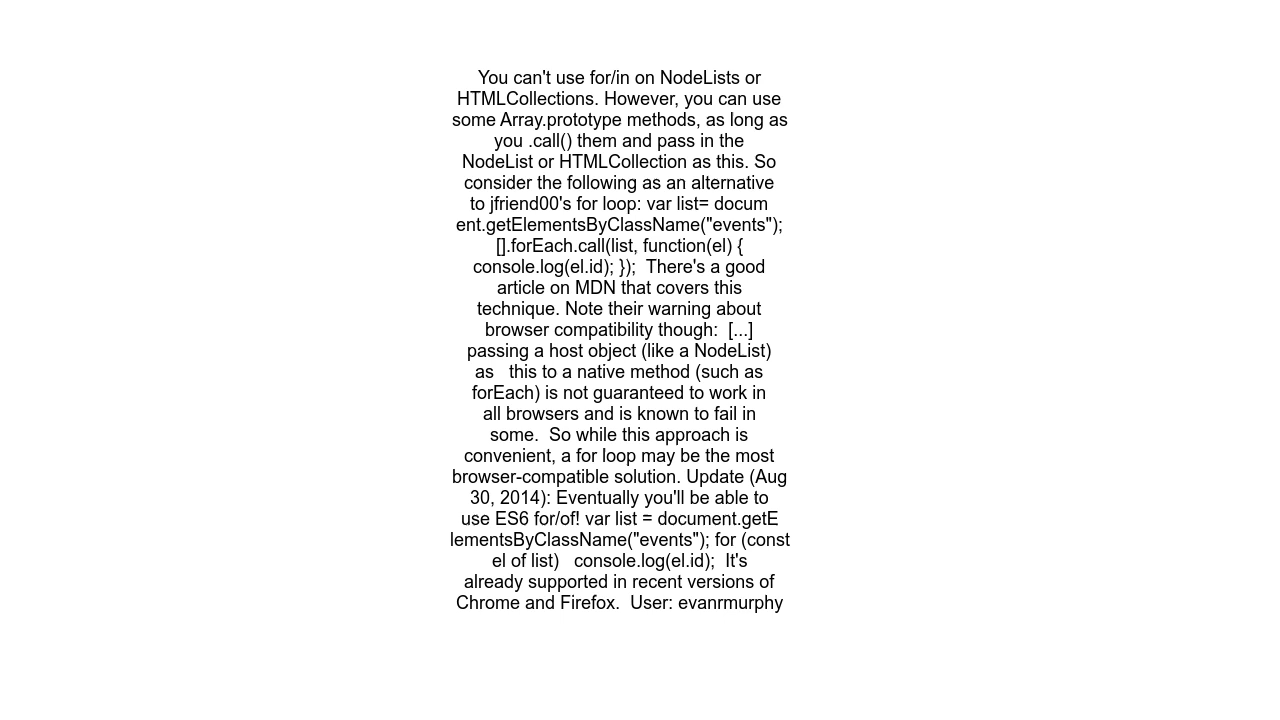 You can't use for/in on NodeLists or
HTMLCollections. However, you can use
some Array.prototype methods, as long as
you .call() them and pass in the
NodeList or HTMLCollection as this. So
consider the following as an alternative
to jfriend00's for loop: var list= docum
ent.getElementsByClassName("events");
[].forEach.call(list, function(el) {
console.log(el.id); });  There's a good
article on MDN that covers this
technique. Note their warning about
browser compatibility though:  [...]
passing a host object (like a NodeList)
as   this to a native method (such as
forEach) is not guaranteed to work in
all browsers and is known to fail in
some.  So while this approach is
convenient, a for loop may be the most
browser-compatible solution. Update (Aug
30, 2014): Eventually you'll be able to
use ES6 for/of! var list = document.getE
lementsByClassName("events"); for (const
el of list)   console.log(el.id);  It's
already supported in recent versions of
Chrome and Firefox.  User: evanrmurphy